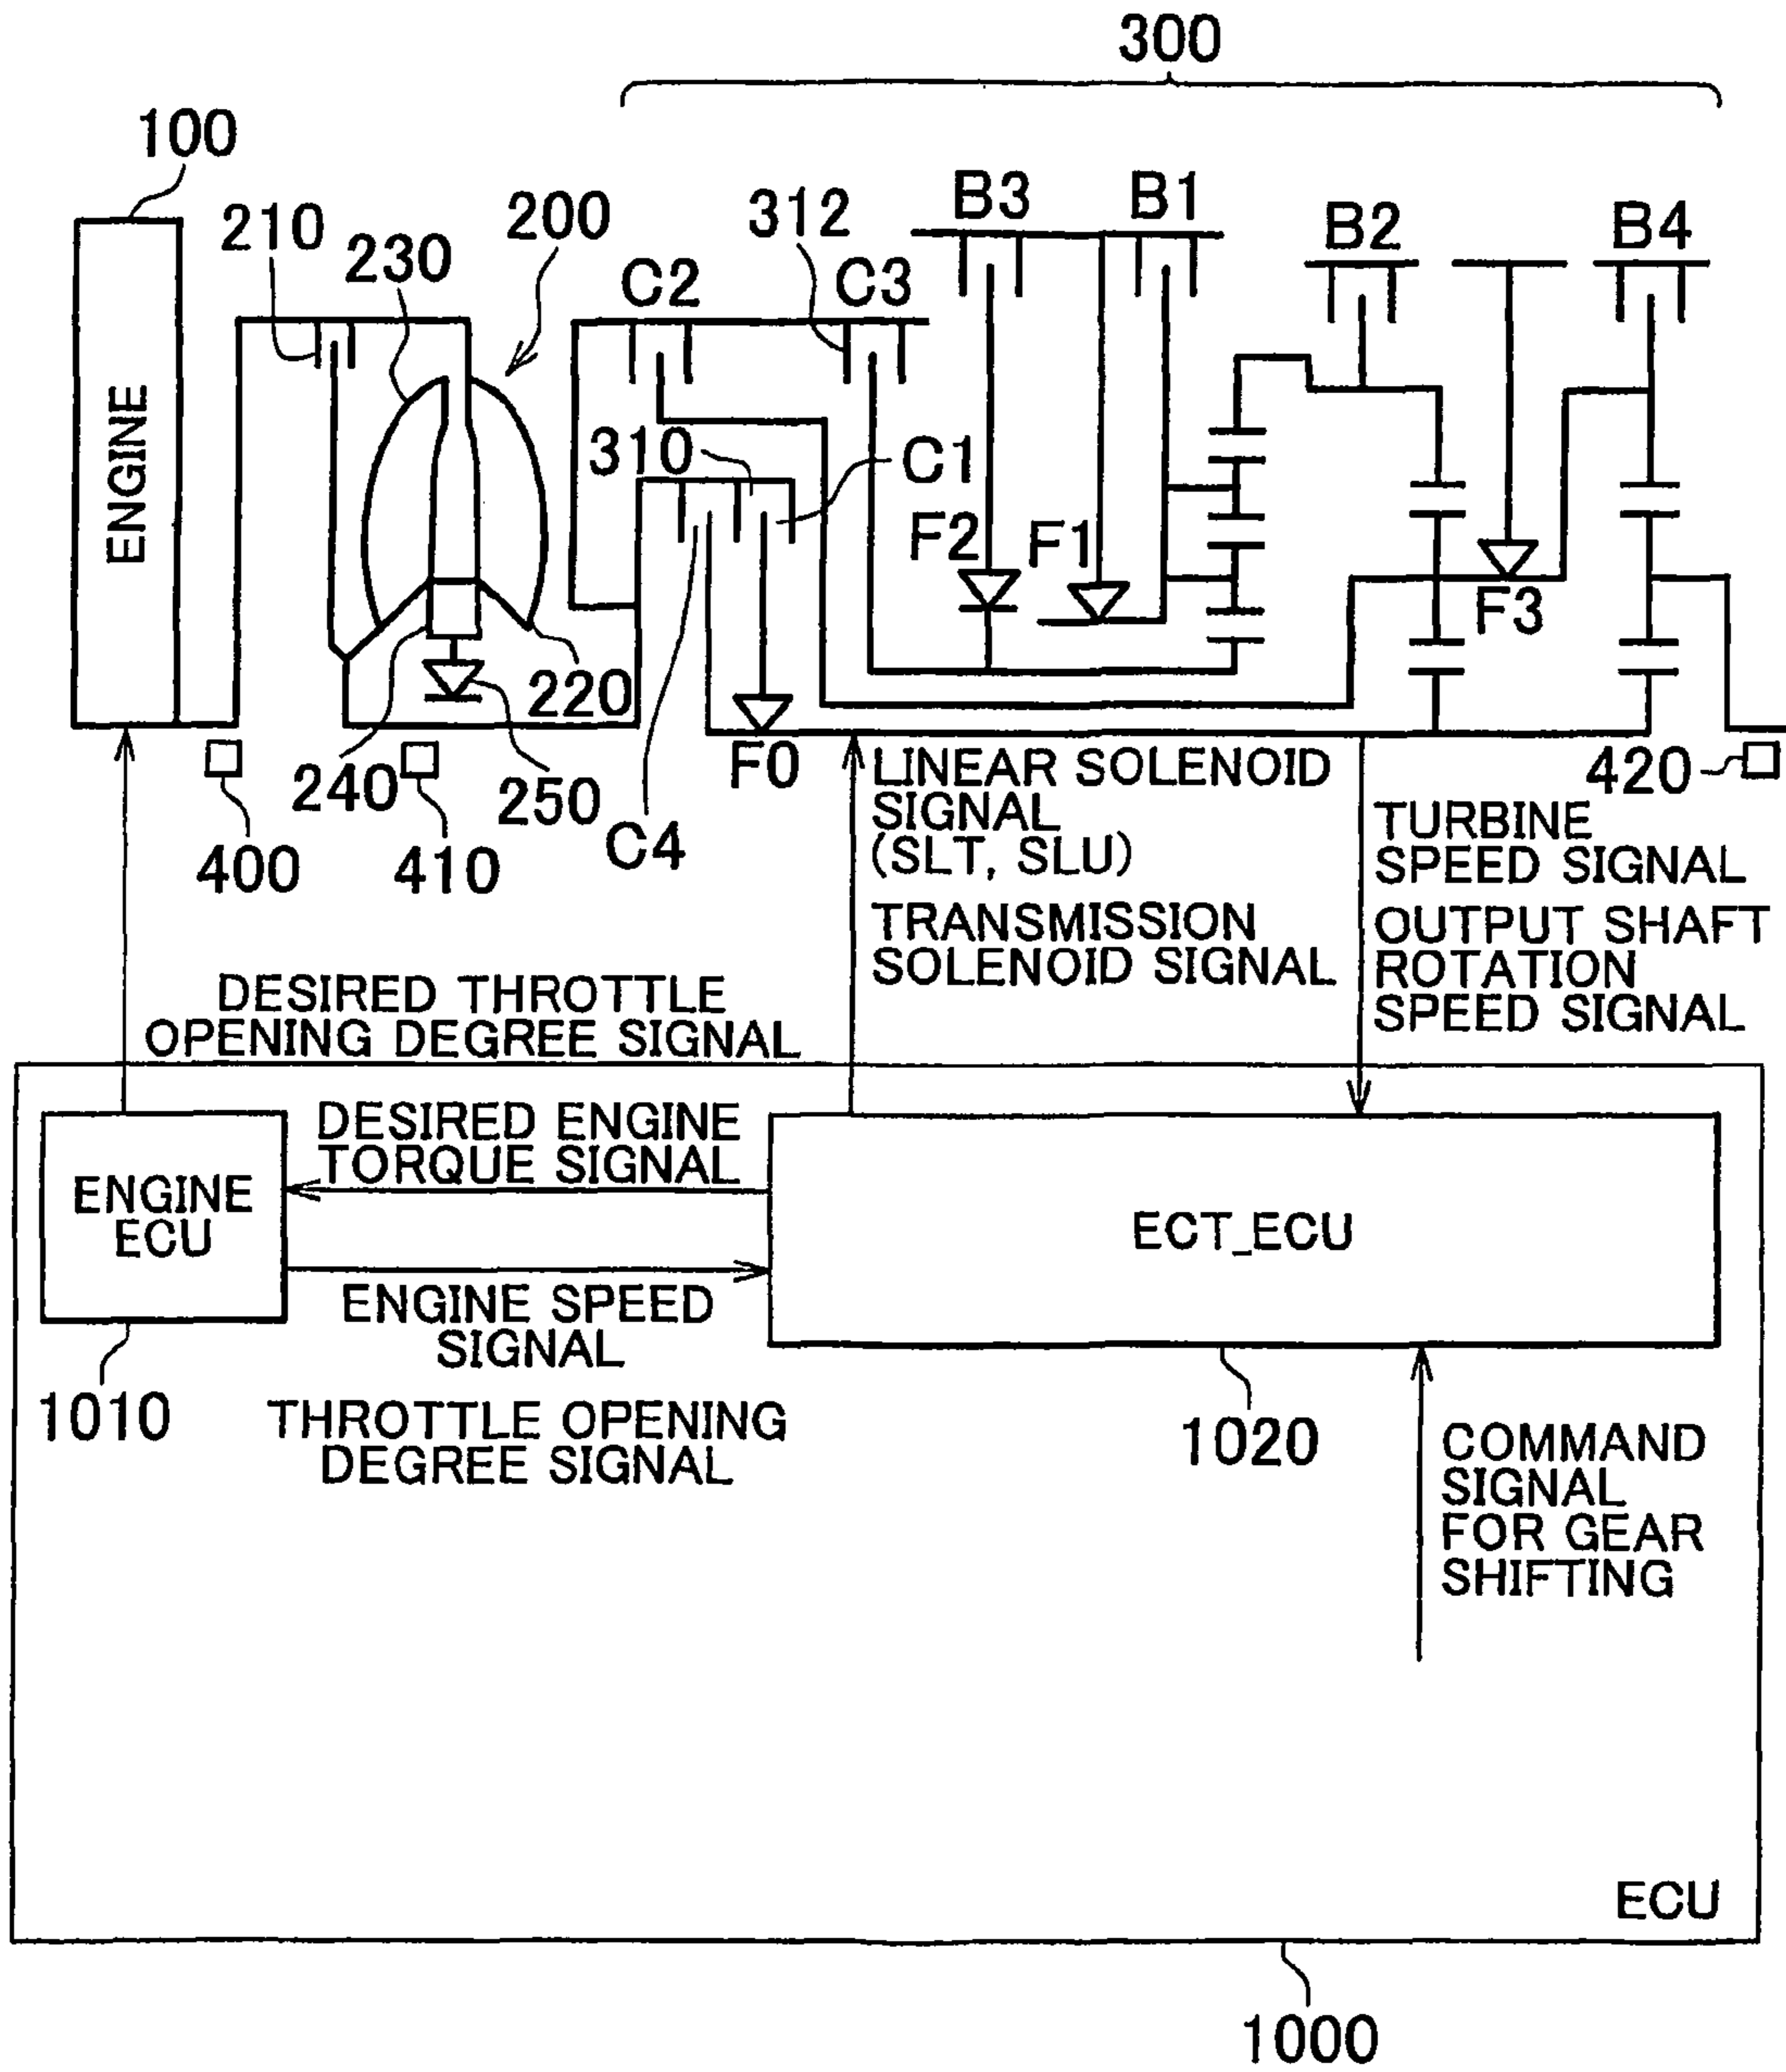 300
100
210
230
200
312
B3
B1
B2
B4
C2
C3
ENGINE
310
C1
F2
F1
F3
220
240
250
F0
C4
400
410
420
LINEAR SOLENOID
SIGNAL
(SLT, SLU)
TRANSMISSION
SOLENOID SIGNAL
TURBINE
SPEED SIGNAL
OUTPUT SHAFT
ROTATION
SPEED SIGNAL
DESIRED THROTTLE
OPENING DEGREE SIGNAL
DESIRED ENGINE
TORQUE SIGNAL
ENGINE
ECU
ECT_ECU
ENGINE SPEED
SIGNAL
1010
THROTTLE OPENING
DEGREE SIGNAL
1020
COMMAND
SIGNAL
FOR GEAR
SHIFTING
ECU
1000